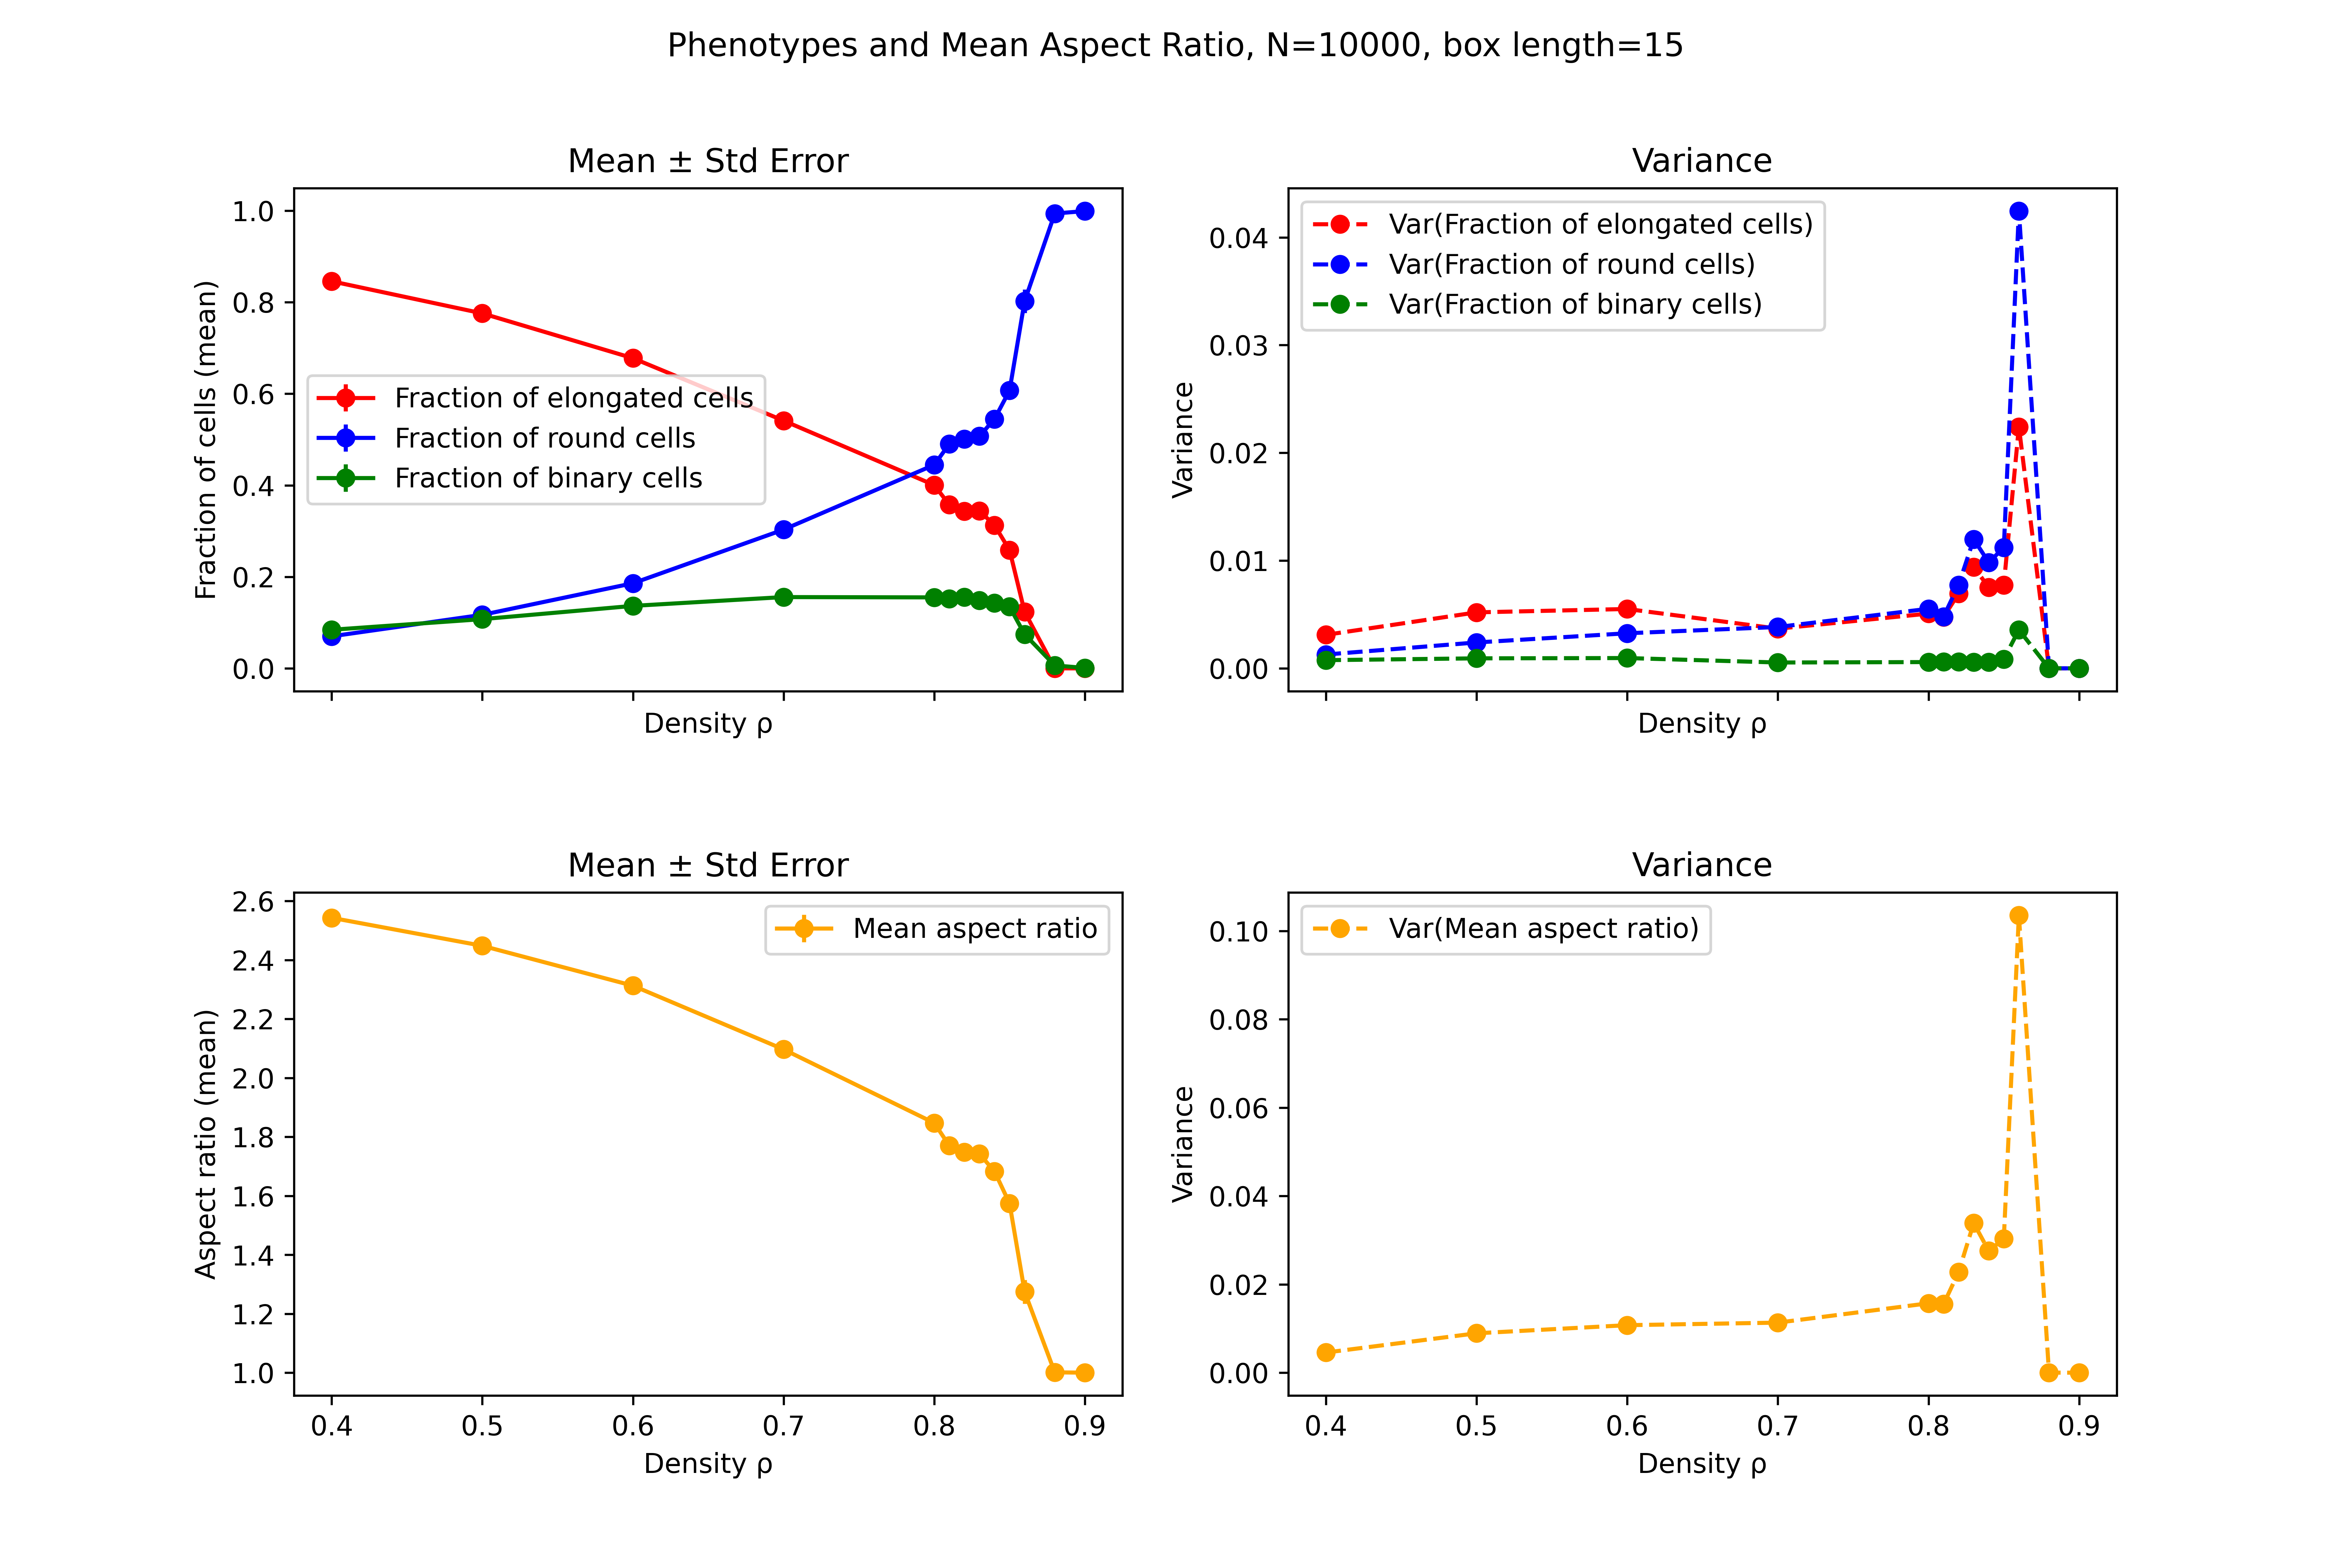 Phenotypes and Mean Aspect Ratio, N=10000, box length=15
Mean ± Std Error
Fraction of cells (mean)
1.0
0.8
0.6
0.4
0.2
0.0
Fraction of elongated cells
Fraction of round cells
Fraction of binary cells
Density ρ
Variance
Variance
0.04
0.03
0.02
0.01
0.00
Var(Fraction of elongated cells)
Var(Fraction of round cells)
Var(Fraction of binary cells)
Density ρ
Mean ± Std Error
Aspect ratio (mean)
2.6
2.4
2.2
2.0
1.8
1.6
1.4
1.2
1.0
Mean aspect ratio
0.4 0.5 0.6 0.7 0.8 0.9
Density ρ
Variance
Variance
0.10
0.08
0.06
0.04
0.02
0.00
Var(Mean aspect ratio)
0.4 0.5 0.6 0.7 0.8 0.9
Density ρ